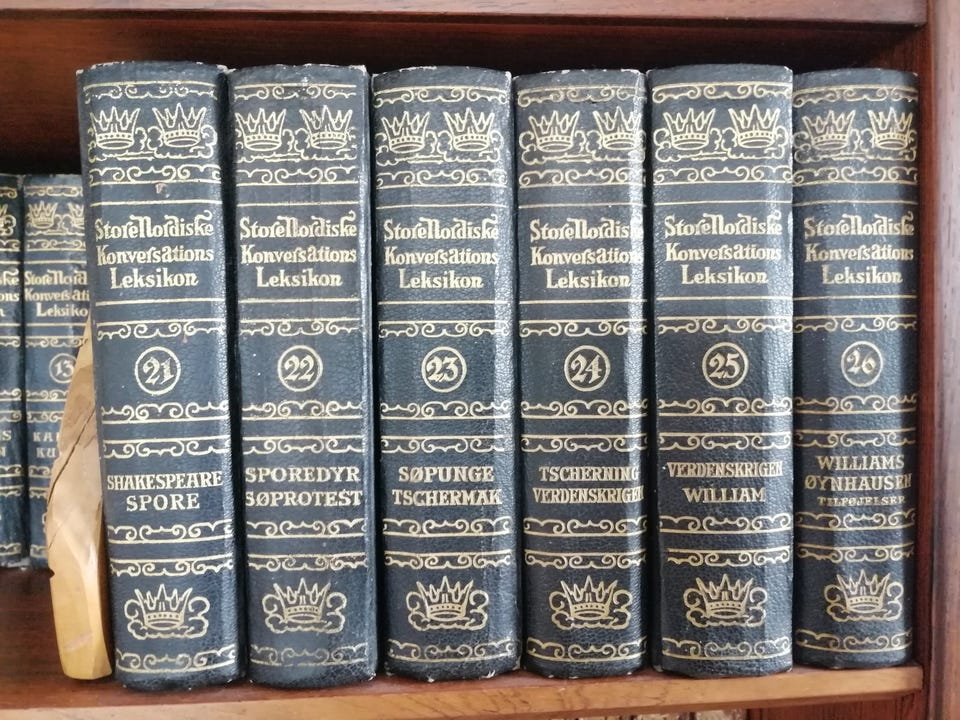 Store Nordiske
Konversations
Leksikon
21
SHAKESPEARE
SPORE
Store Nordiske
Konversations
Leksikon
22
SPOREDYR
SØPROTEST
Store Nordiske
Konversations
Leksikon
23
SØPUNGE
TSCHERMAK
Store Nordiske
Konversations
Leksikon
24
TSCHERNING
VERDENSKRIGEN
Store Nordiske
Konversations
Leksikon
25
VERDENSKRIGEN
WILLIAM
Store Nordiske
Konversations
Leksikon
26
WILLIAMS
ØYNHAUSEN
TILFØJELSER
13